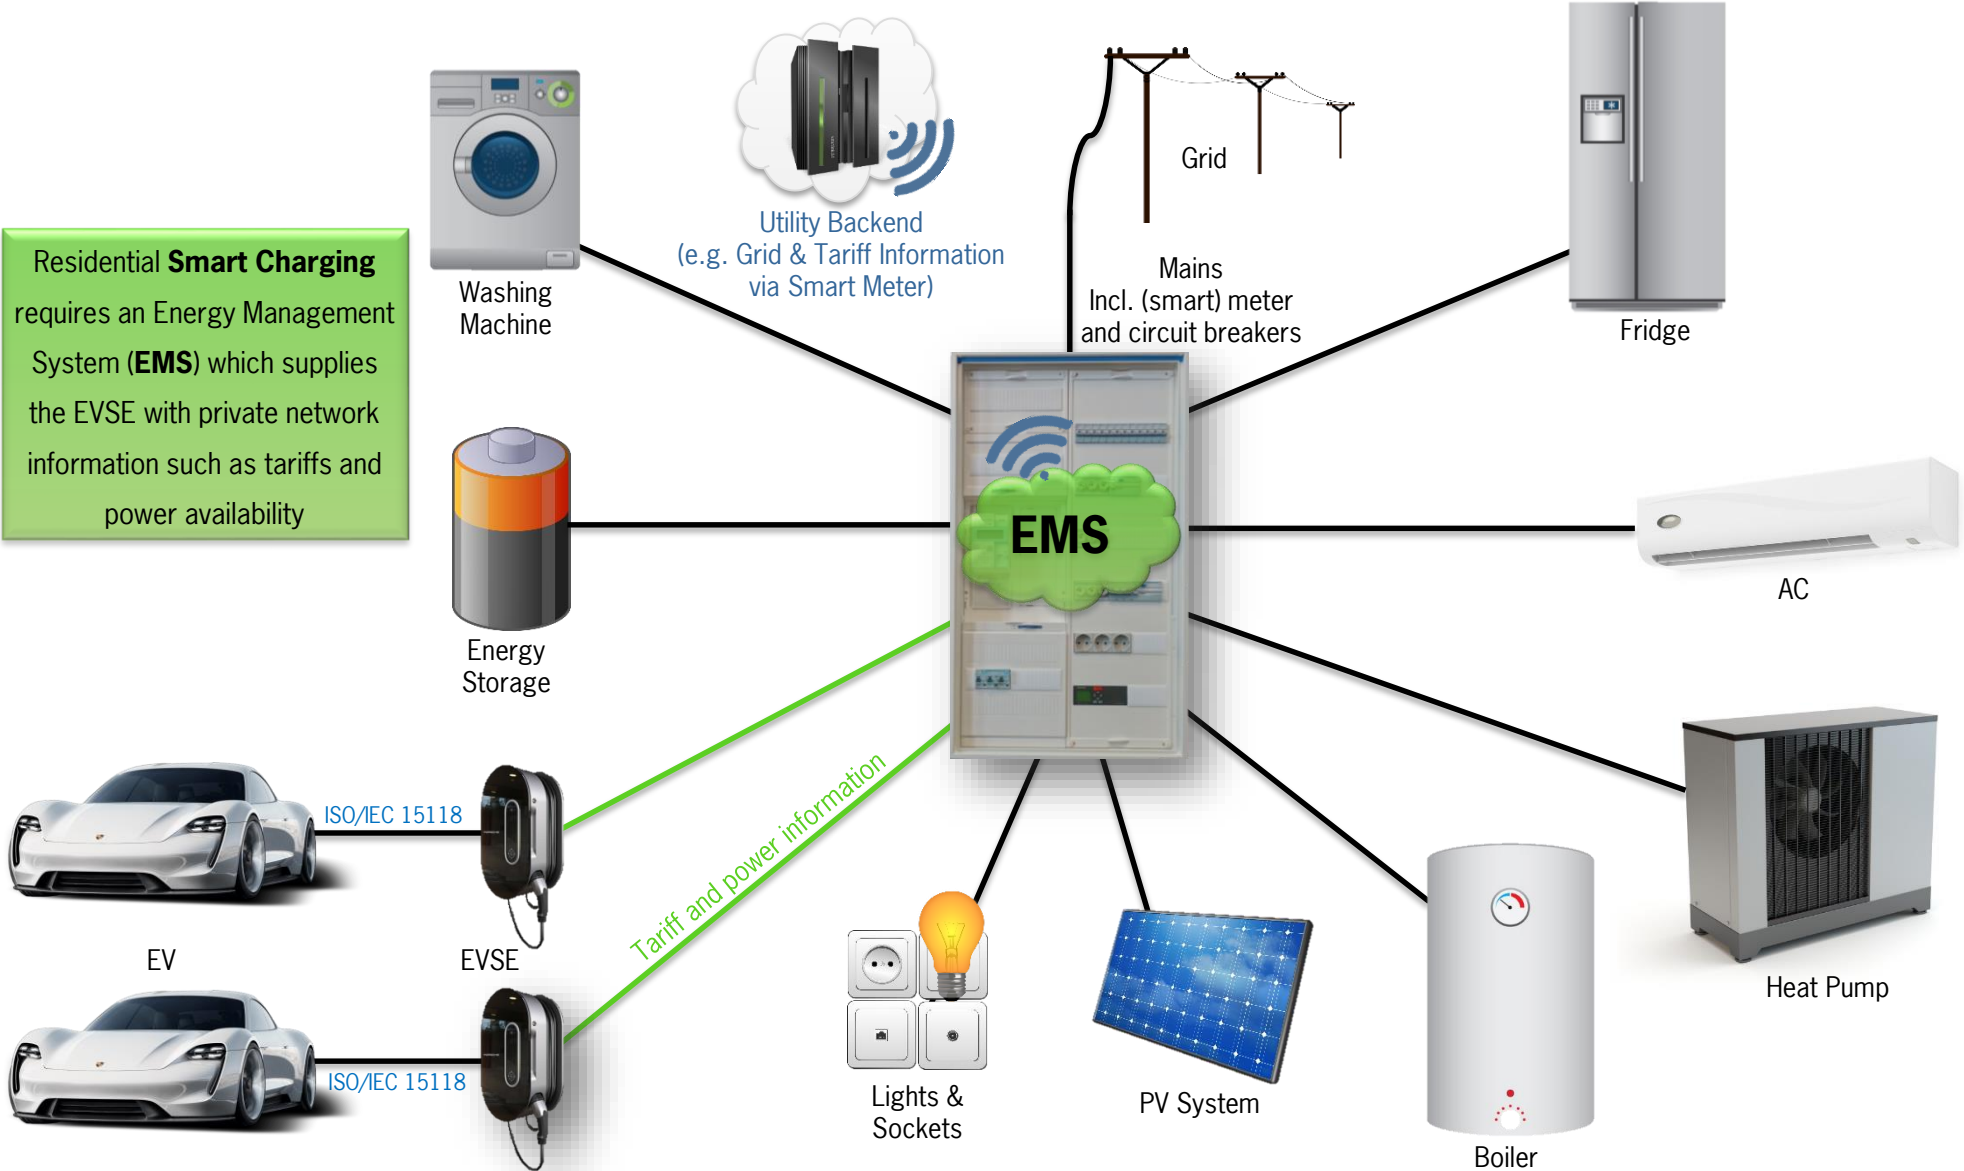 Grid
Utility Backend
(e.g. Grid & Tariff Information
via Smart Meter)
Mains
Incl. (smart) meter
and circuit breakers
Washing
Machine
Fridge
Residential Smart Charging
requires an Energy Management
System (EMS) which supplies
the EVSE with private network
information such as tariffs and
power availability
EMS
AC
Energy
Storage
ISO/IEC 15118
Tariff and power information
EV
EVSE
Heat Pump
ISO/IEC 15118
Lights &
Sockets
PV System
Boiler